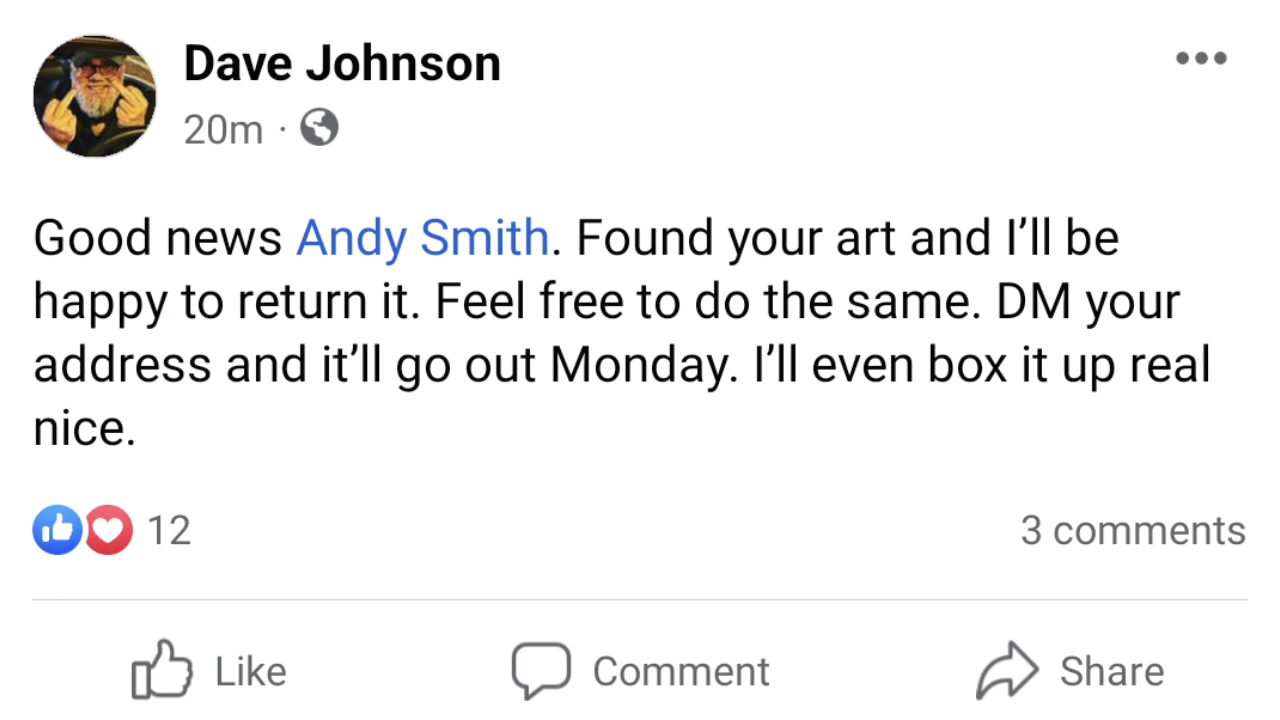 Dave Johnson
20m ·
Good news Andy Smith. Found your art and I’ll be
happy to return it. Feel free to do the same. DM your
address and it’ll go out Monday. I’ll even box it up real
nice.
12 3 comments
Like Comment Share